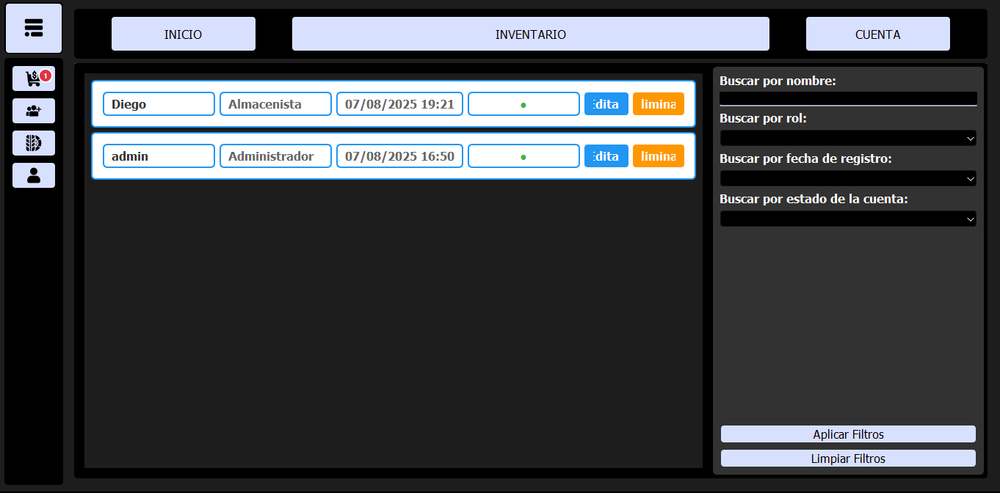 INICIO INVENTARIO CUENTA
1
Diego Almacenista 07/08/2025 19:21 dita limina
admin Administrador 07/08/2025 16:50 dita limina
Buscar por nombre:
Buscar por rol:
Buscar por fecha de registro:
Buscar por estado de la cuenta:
Aplicar Filtros
Limpiar Filtros